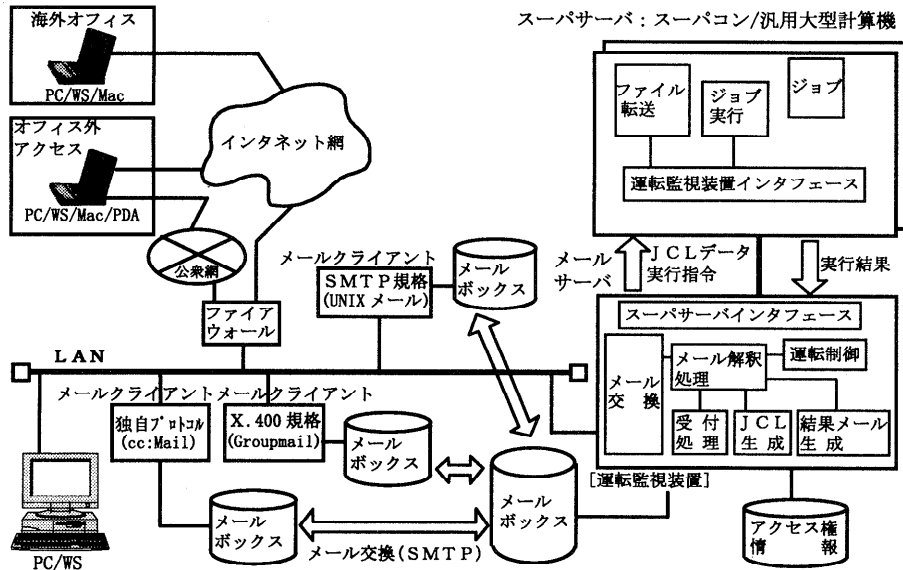 海外オフィス
PC/WS/Mac
オフィス外
アクセス
PC/WS/Mac/PDA
インタネット網
公衆網
ファイア
ウォール
スーパサーバ：スーパコン/汎用大型計算機
ファイル
転送
ジョブ
実行
ジョブ
運転監視装置インタフェース
メール
サーバ
JCLデータ
実行指令
実行結果
メールクライアント
SMTP規格
(UNIXメール)
メール
ボックス
スーパサーバインタフェース
メール
交換
メール解釈
処理
運転制御
受付
処理
JCL
生成
結果メール
生成
[運転監視装置]
アクセス権
情報
LAN
メールクライアント
独自プロトコル
(cc:Mail)
メールクライアント
X.400規格
(Groupmail)
メール
ボックス
メール
ボックス
メール
ボックス
メール交換(SMTP)
PC/WS